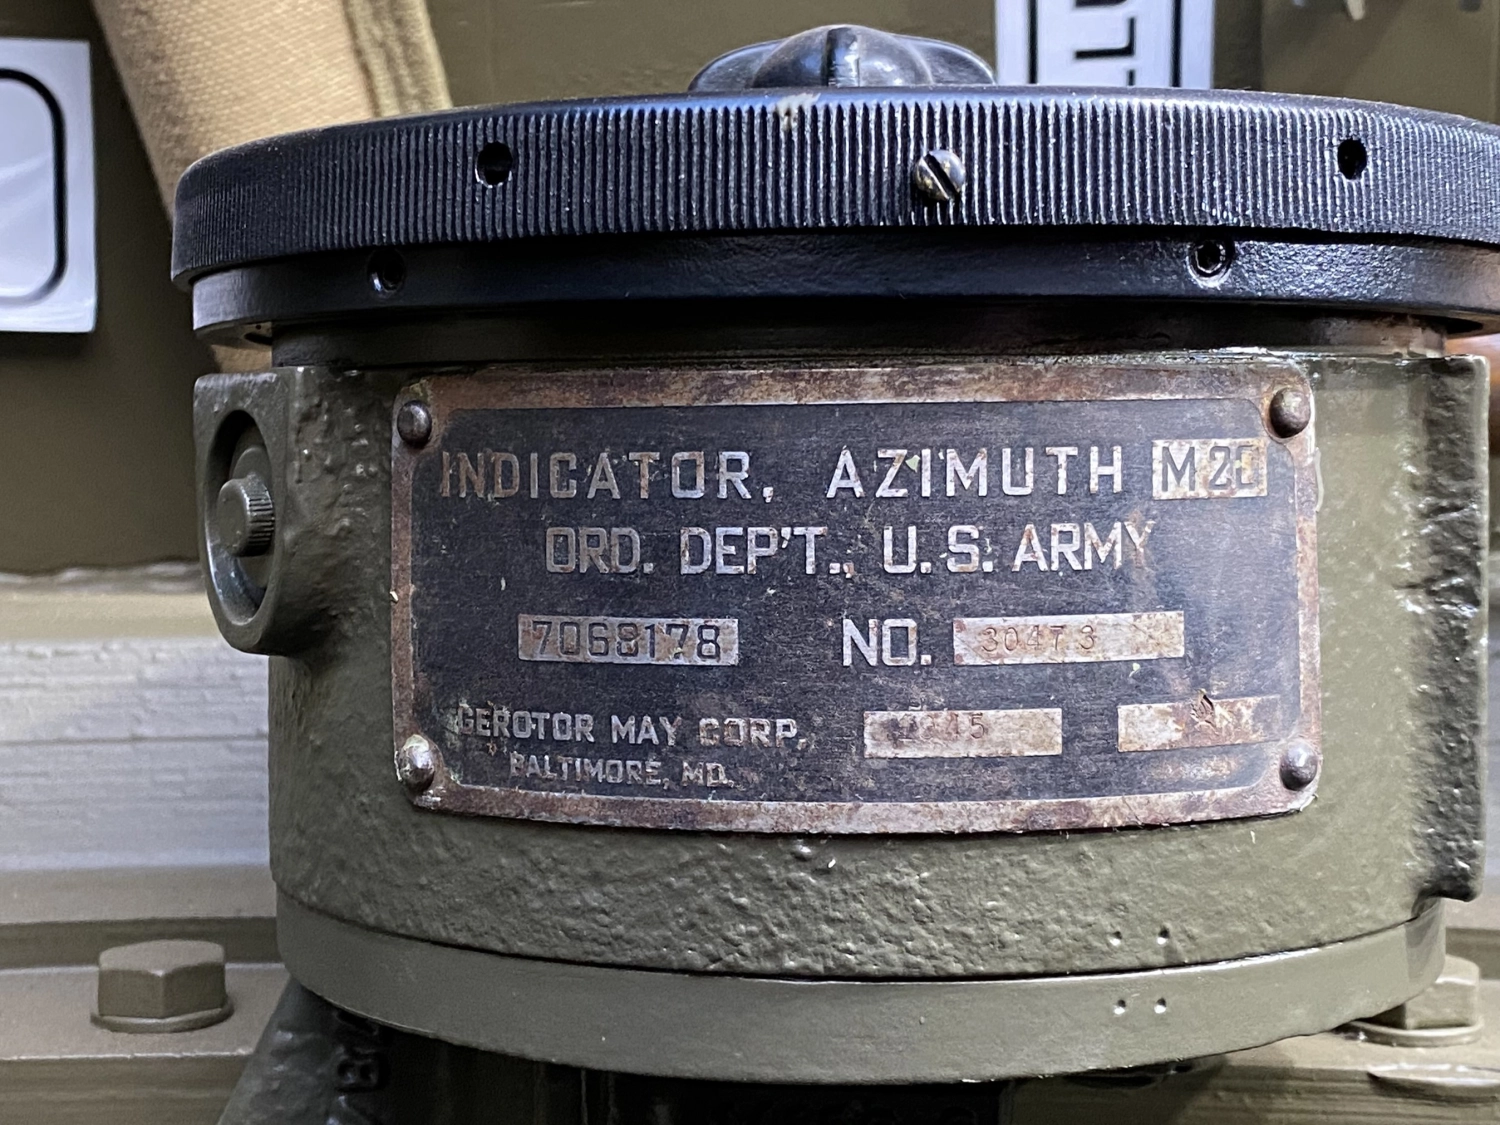 INDICATOR, AZIMUTH M20
ORD. DEP'T., U.S. ARMY
7068178 NO. 30473
GEROTOR MAY CORP.
BALTIMORE, MD.